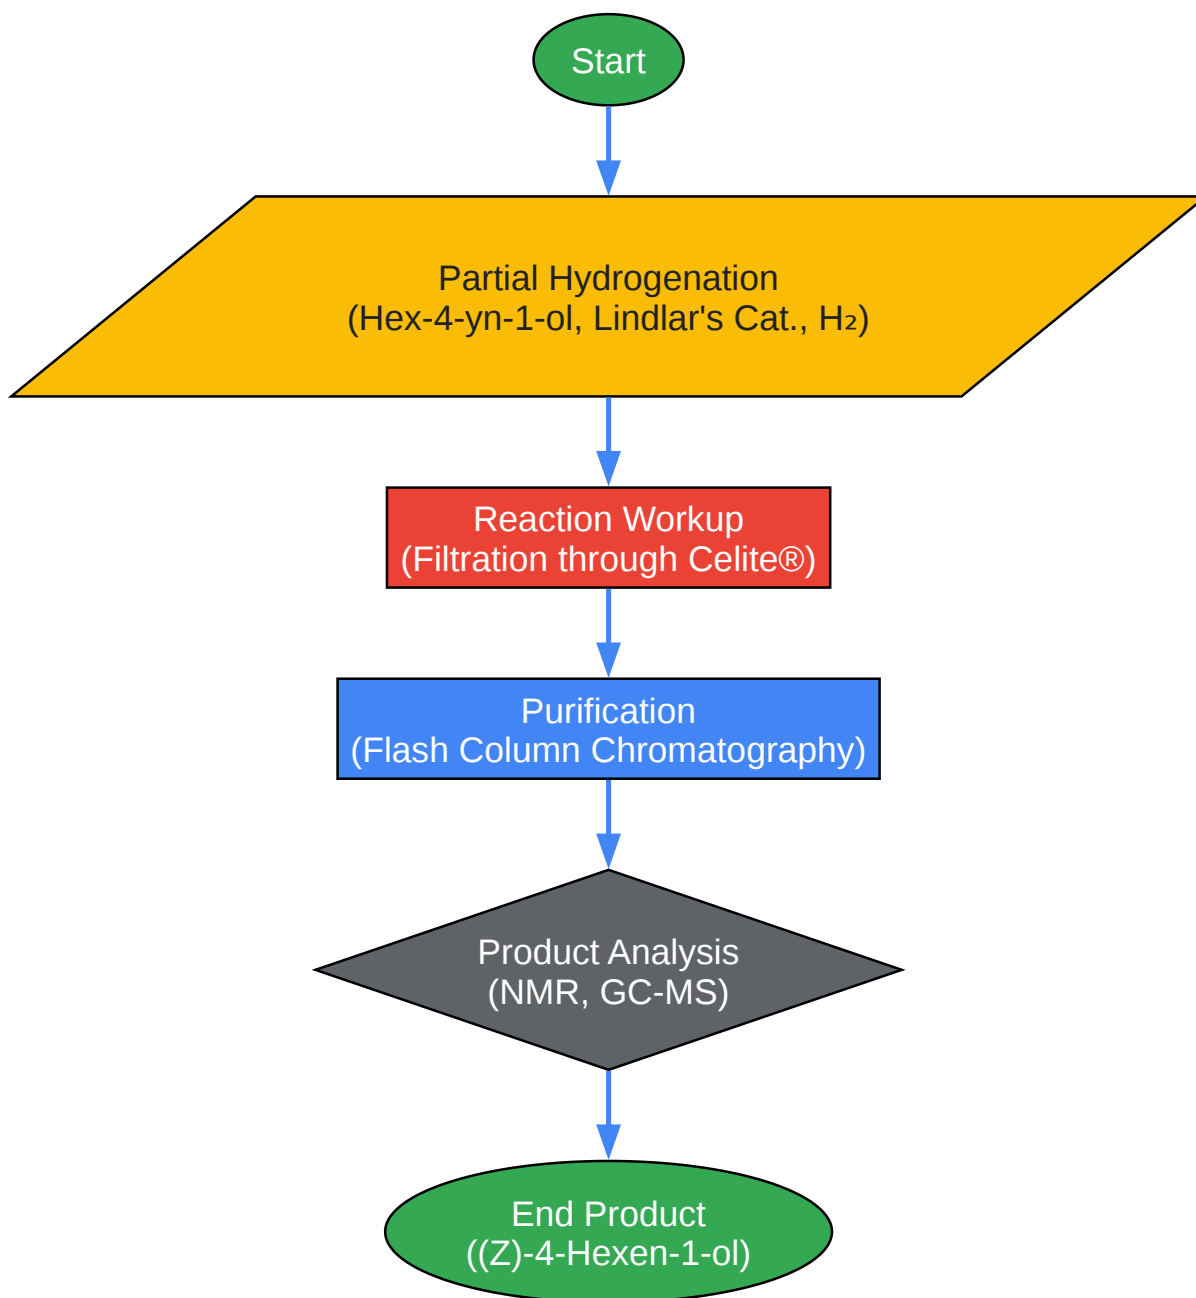 Start
Partial Hydrogenation
(Hex-4-yn-1-ol, Lindlar's Cat., H₂)
Reaction Workup
(Filtration through Celite®)
Purification
(Flash Column Chromatography)
Product Analysis
(NMR, GC-MS)
End Product
((Z)-4-Hexen-1-ol)